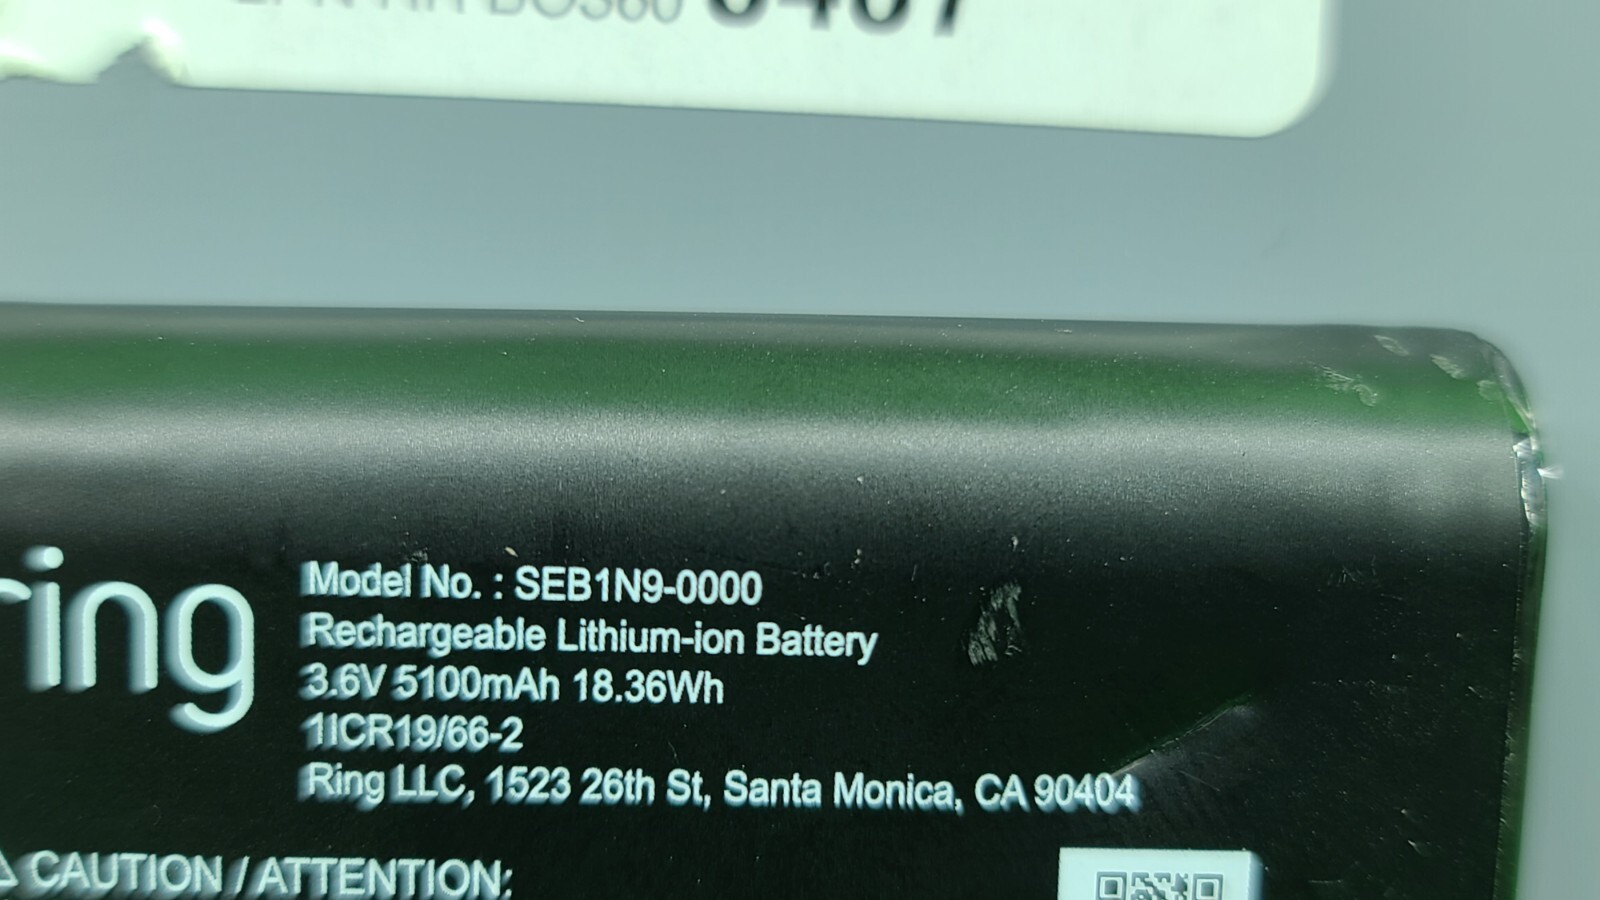 BOS60
ring
Model No. : SEB1N9-0000
Rechargeable Lithium-ion Battery
3.6V 5100mAh 18.36Wh
1ICR19/66-2
Ring LLC, 1523 26th St, Santa Monica, CA 90404
⚠ CAUTION / ATTENTION: